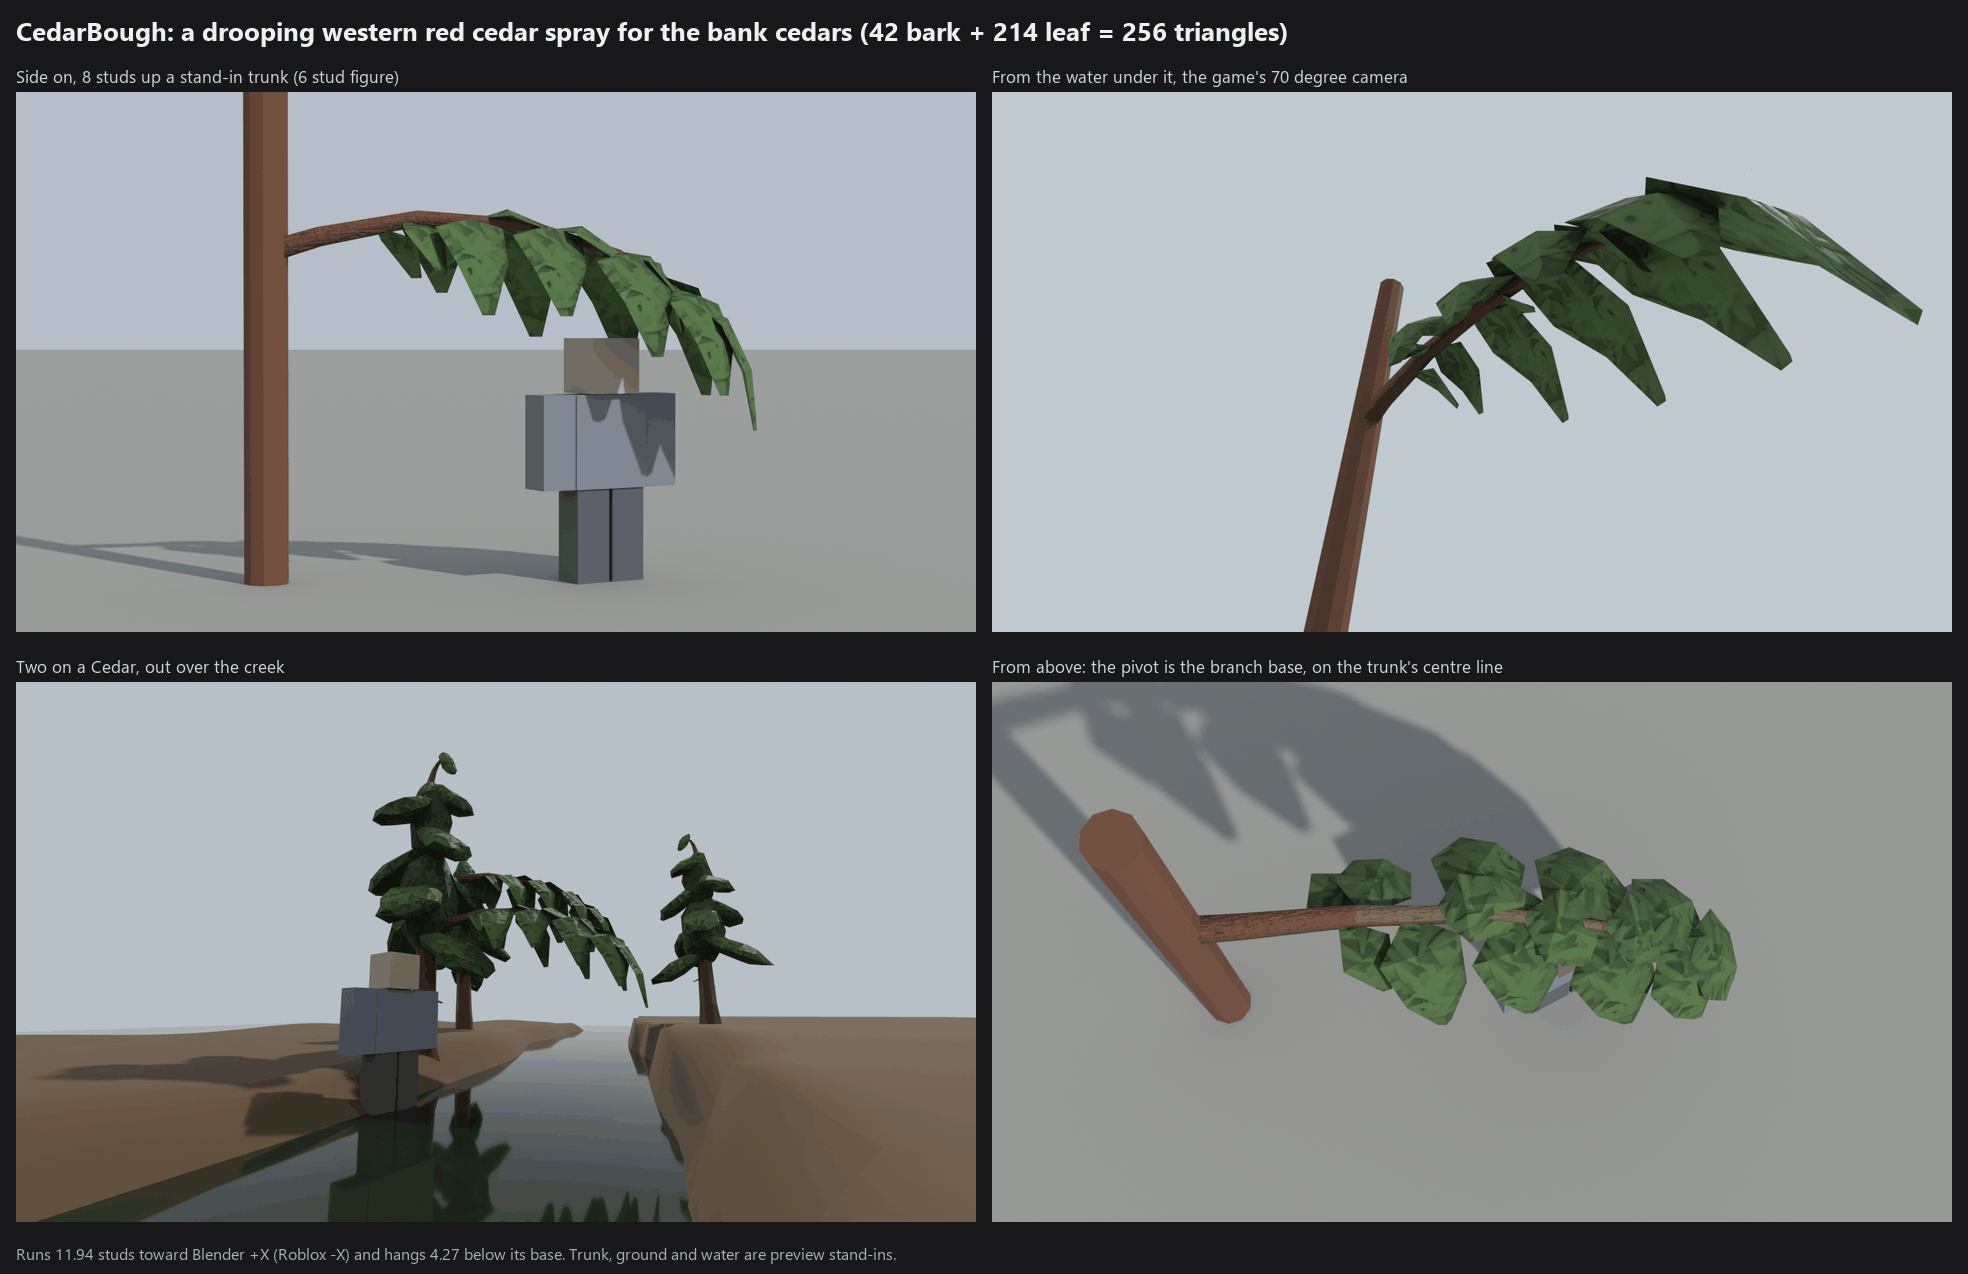 CedarBough: a drooping western red cedar spray for the bank cedars (42 bark + 214 leaf = 256 triangles)
Side on, 8 studs up a stand-in trunk (6 stud figure)
From the water under it, the game's 70 degree camera
Two on a Cedar, out over the creek
From above: the pivot is the branch base, on the trunk's centre line
Runs 11.94 studs toward Blender +X (Roblox -X) and hangs 4.27 below its base. Trunk, ground and water are preview stand-ins.